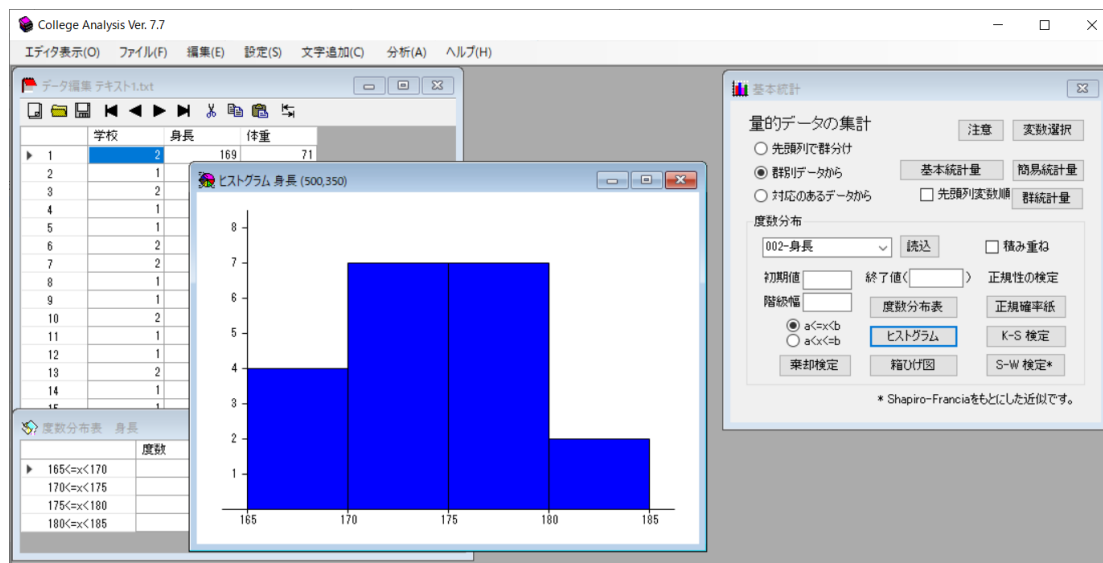 College Analysis Ver. 7.7
エディタ表示(O) ファイル(F) 編集(E) 設定(S) 文字追加(C) 分析(A) ヘルプ(H)
データ編集 テキスト1.txt
学校 身長 体重
1 2 169 71
2 1
3 2
4 1
5 1
6 2
7 2
8 1
9 1
10 2
11 1
12 1
13 2
14 1
15 1
度数分布表 身長
度数
165<=x<170
170<=x<175
175<=x<180
180<=x<185
ヒストグラム 身長 (500,350)
8
7
6
5
4
3
2
1
165 170 175 180 185
基本統計
量的データの集計
注意 変数選択
先頭列で群分け
群別データから
基本統計量 簡易統計量
対応のあるデータから
先頭列変数順 群統計量
度数分布
002-身長 読込 積み重ね
初期値 終了値( ) 正規性の検定
階級幅 度数分布表 正規確率紙
a<=x<b
a<x<=b
ヒストグラム K-S 検定
棄却検定 箱ひげ図 S-W 検定*
* Shapiro-Franciaをもとにした近似です。